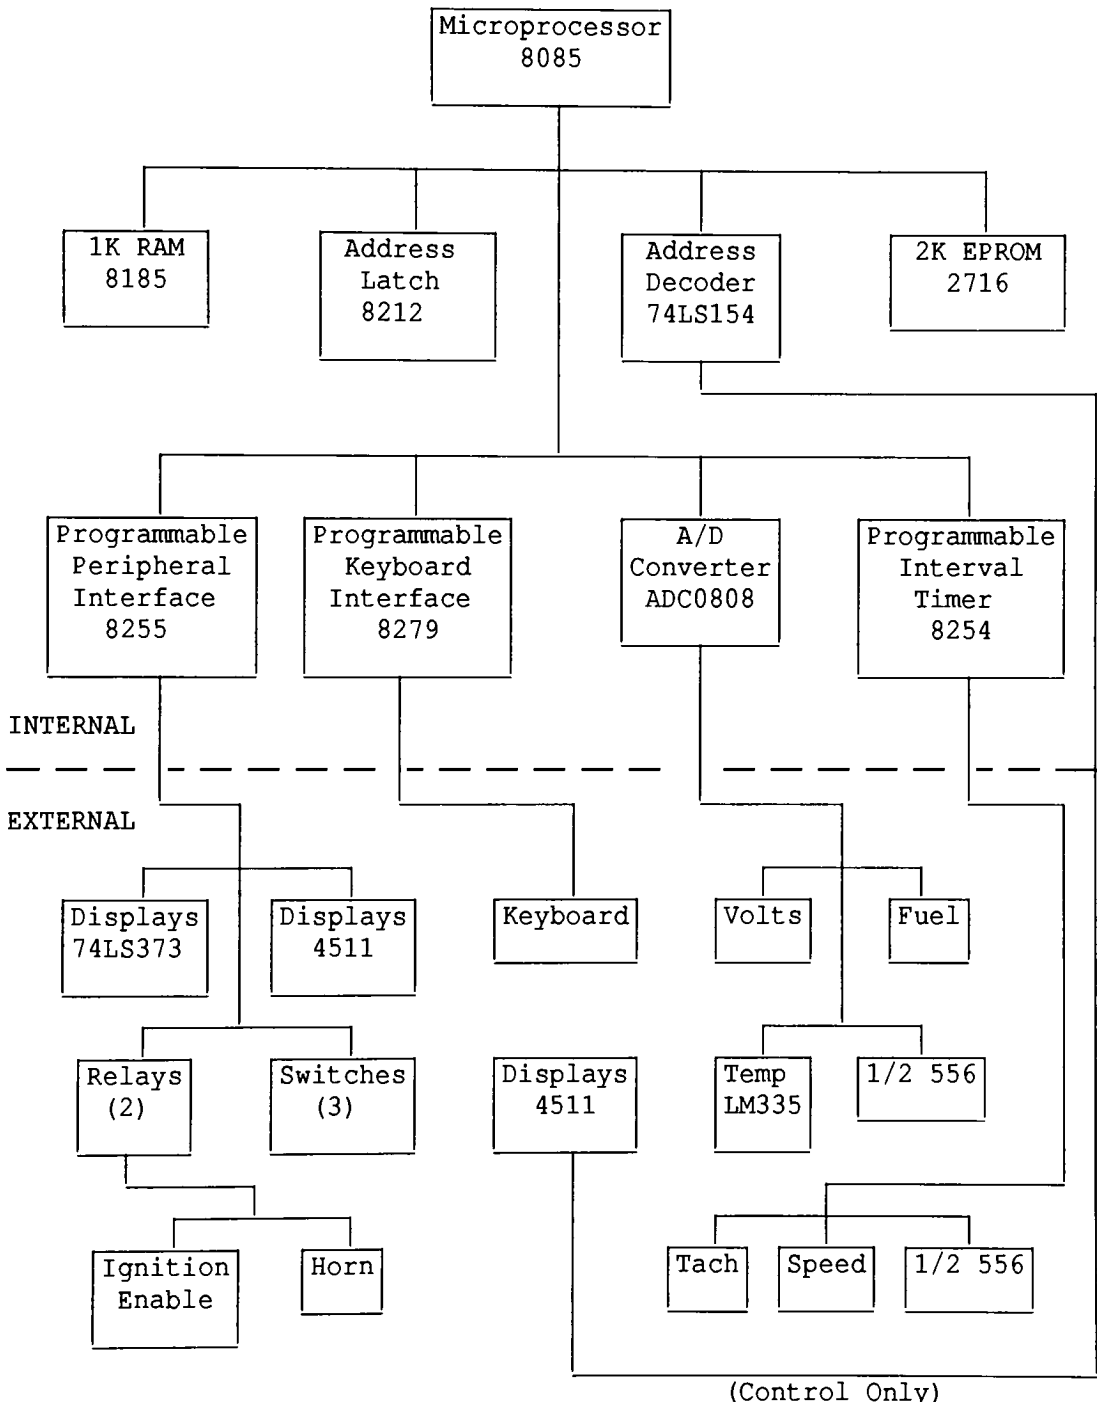 Microprocessor
8085
1K RAM
8185
Address
Latch
8212
Address
Decoder
74LS154
2K EPROM
2716
Programmable
Peripheral
Interface
8255
Programmable
Keyboard
Interface
8279
A/D
Converter
ADC0808
Programmable
Interval
Timer
8254
INTERNAL
EXTERNAL
Displays
74LS373
Displays
4511
Keyboard
Volts
Fuel
Relays
(2)
Switches
(3)
Displays
4511
Temp
LM335
1/2 556
Ignition
Enable
Horn
Tach
Speed
1/2 556
(Control Only)